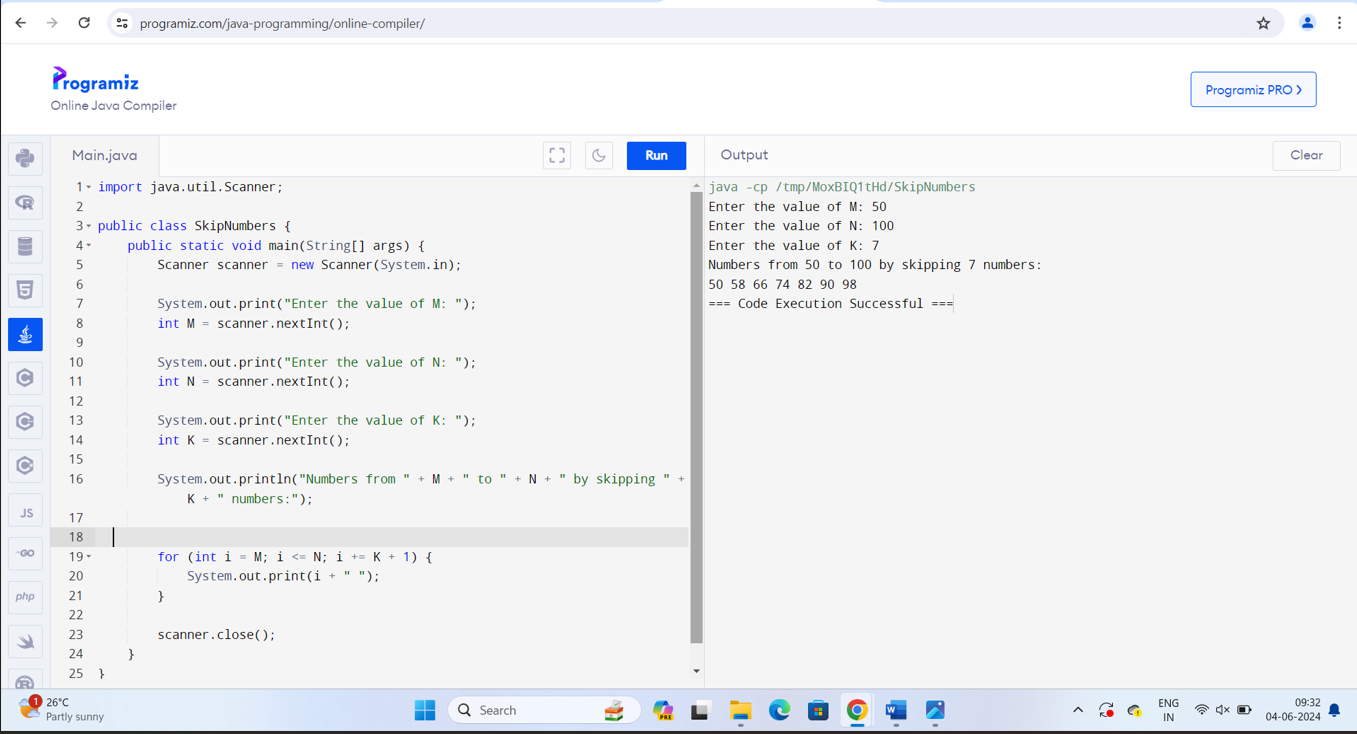 programiz.com/java-programming/online-compiler/
Programiz
Online Java Compiler
Programiz PRO >
Main.java
Run
Output
Clear
1 import java.util.Scanner;
2
3 public class SkipNumbers {
4 public static void main(String[] args) {
5 Scanner scanner = new Scanner(System.in);
6
7 System.out.print("Enter the value of M: ");
8 int M = scanner.nextInt();
9
10 System.out.print("Enter the value of N: ");
11 int N = scanner.nextInt();
12
13 System.out.print("Enter the value of K: ");
14 int K = scanner.nextInt();
15
16 System.out.println("Numbers from " + M + " to " + N + " by skipping " +
K + " numbers:");
17
18
19 for (int i = M; i <= N; i += K + 1) {
20 System.out.print(i + " ");
21 }
22
23 scanner.close();
24 }
25 }
java -cp /tmp/MoxBIQ1tHd/SkipNumbers
Enter the value of M: 50
Enter the value of N: 100
Enter the value of K: 7
Numbers from 50 to 100 by skipping 7 numbers:
50 58 66 74 82 90 98
=== Code Execution Successful ===
JS
GO
php
1
26°C
Partly sunny
Search
PRE
W
ENG
IN
09:32
04-06-2024